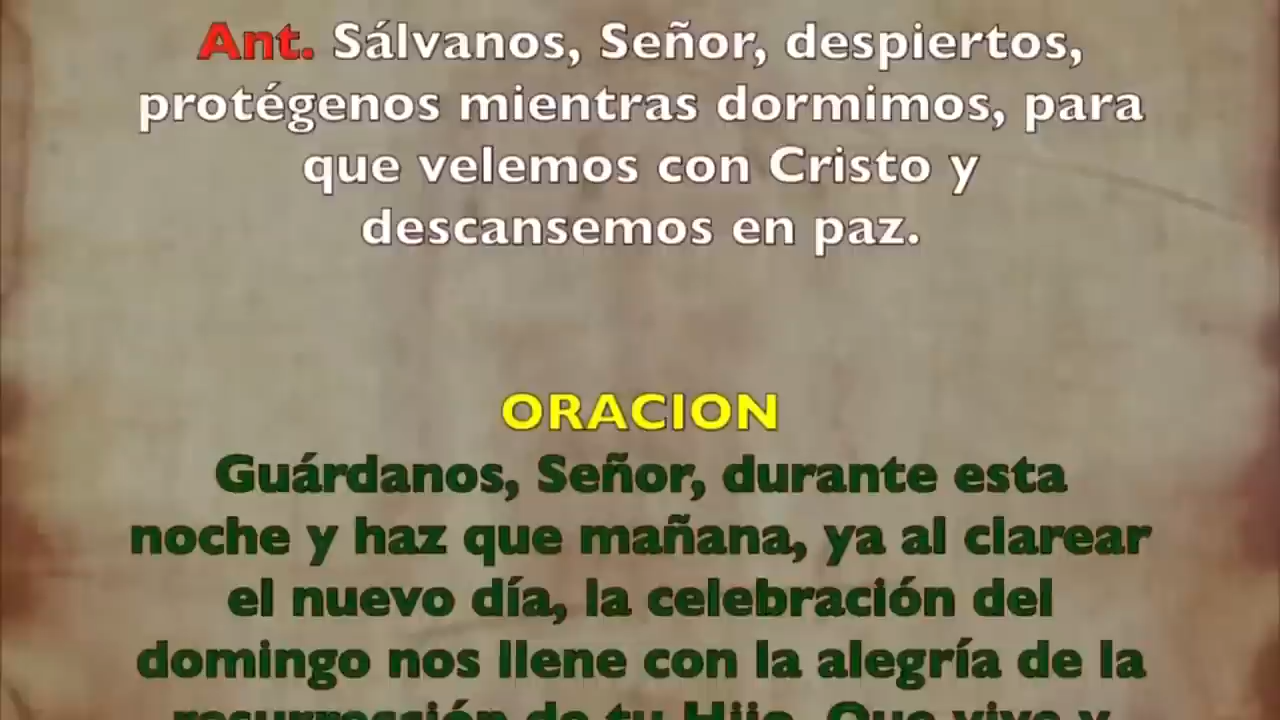 Ant. Sálvanos, Señor, despiertos,
protégenos mientras dormimos, para
que velemos con Cristo y
descansemos en paz.
ORACION
Guárdanos, Señor, durante esta
noche y haz que mañana, ya al clarear
el nuevo día, la celebración del
domingo nos llene con la alegría de la
resurrección de tu Hijo. Que vive y